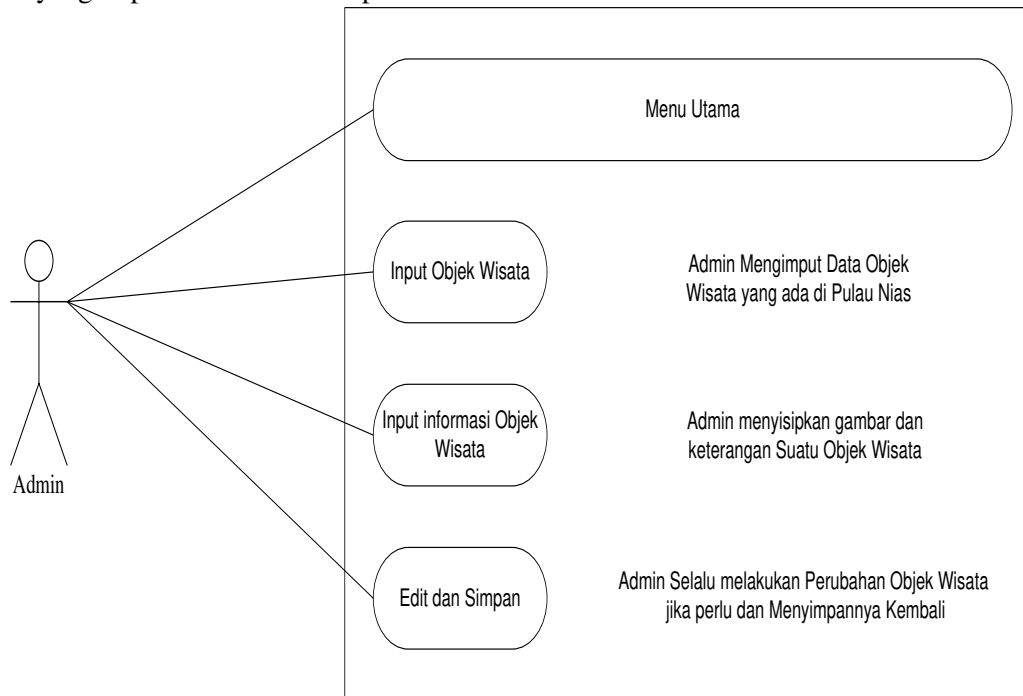 Menu Utama
Input Objek Wisata
Admin Mengimput Data Objek
Wisata yang ada di Pulau Nias
Input informasi Objek
Wisata
Admin menyisipkan gambar dan
keterangan Suatu Objek Wisata
Admin
Edit dan Simpan
Admin Selalu melakukan Perubahan Objek Wisata
jika perlu dan Menyimpannya Kembali